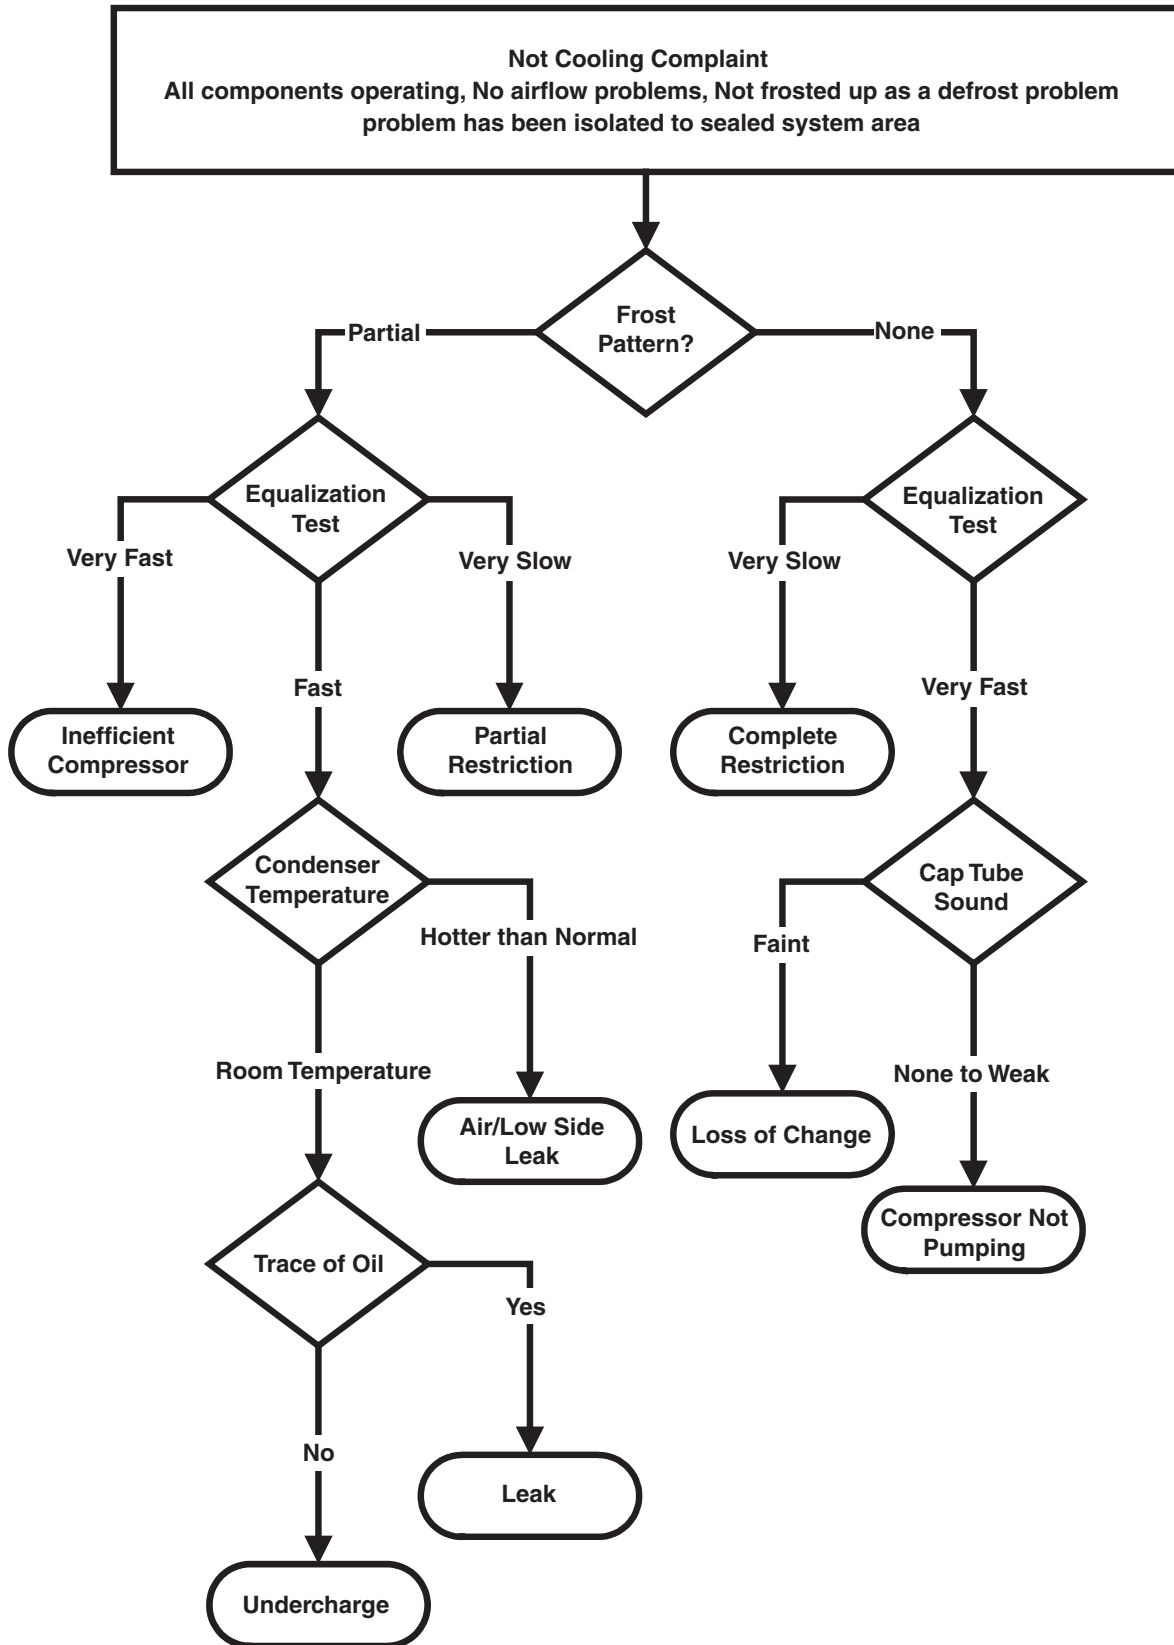 Not Cooling Complaint
All components operating, No airflow problems, Not frosted up as a defrost problem
problem has been isolated to sealed system area
Frost
Pattern?
Partial
None
Equalization
Test
Equalization
Test
Very Fast
Very Slow
Very Slow
Fast
Very Fast
Inefficient
Compressor
Partial
Restriction
Complete
Restriction
Condenser
Temperature
Cap Tube
Sound
Hotter than Normal
Faint
Room Temperature
None to Weak
Air/Low Side
Leak
Loss of Change
Compressor Not
Pumping
Trace of Oil
Yes
No
Leak
Undercharge